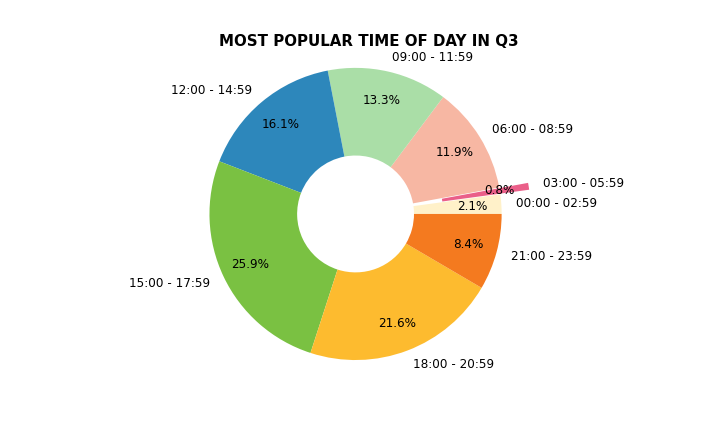 MOST POPULAR TIME OF DAY IN Q3
09:00 - 11:59
12:00 - 14:59
13.3%
16.1%
06:00 - 08:59
11.9%
03:00 - 05:59
0.8%
00:00 - 02:59
2.1%
8.4%
21:00 - 23:59
25.9%
15:00 - 17:59
21.6%
18:00 - 20:59